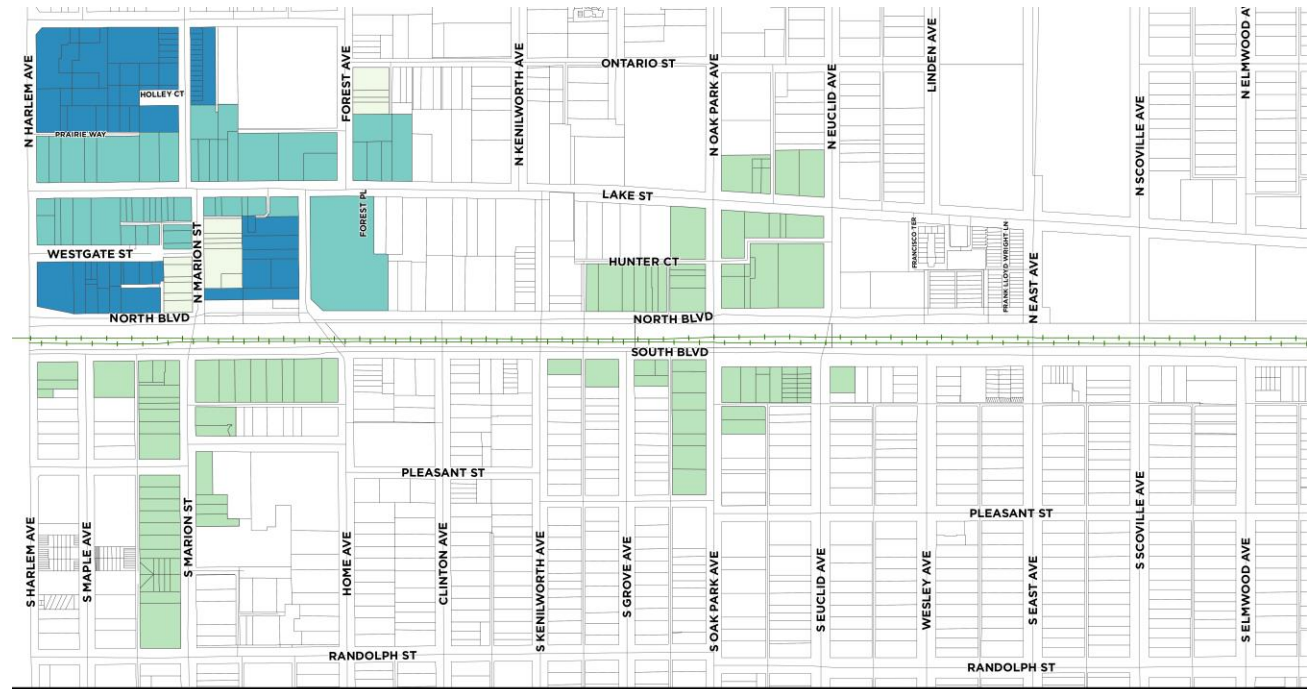 N HARLEM AVE
HOLLEY CT
PRAIRIE WAY
FOREST AVE
N KENILWORTH AVE
ONTARIO ST
N OAK PARK AVE
N EUCLID AVE
LINDEN AVE
N SCOVILLE AVE
LAKE ST
FOREST PL
N MARION ST
WESTGATE ST
HUNTER CT
FRANCISCO TER
FRANK LLOYD WRIGHT LN
N EAST AVE
NORTH BLVD
NORTH BLVD
SOUTH BLVD
PLEASANT ST
PLEASANT ST
S HARLEM AVE
S MAPLE AVE
S MARION ST
HOME AVE
CLINTON AVE
S KENILWORTH AVE
S GROVE AVE
S OAK PARK AVE
S EUCLID AVE
WESLEY AVE
S EAST AVE
S SCOVILLE AVE
S ELMWOOD AVE
RANDOLPH ST
RANDOLPH ST